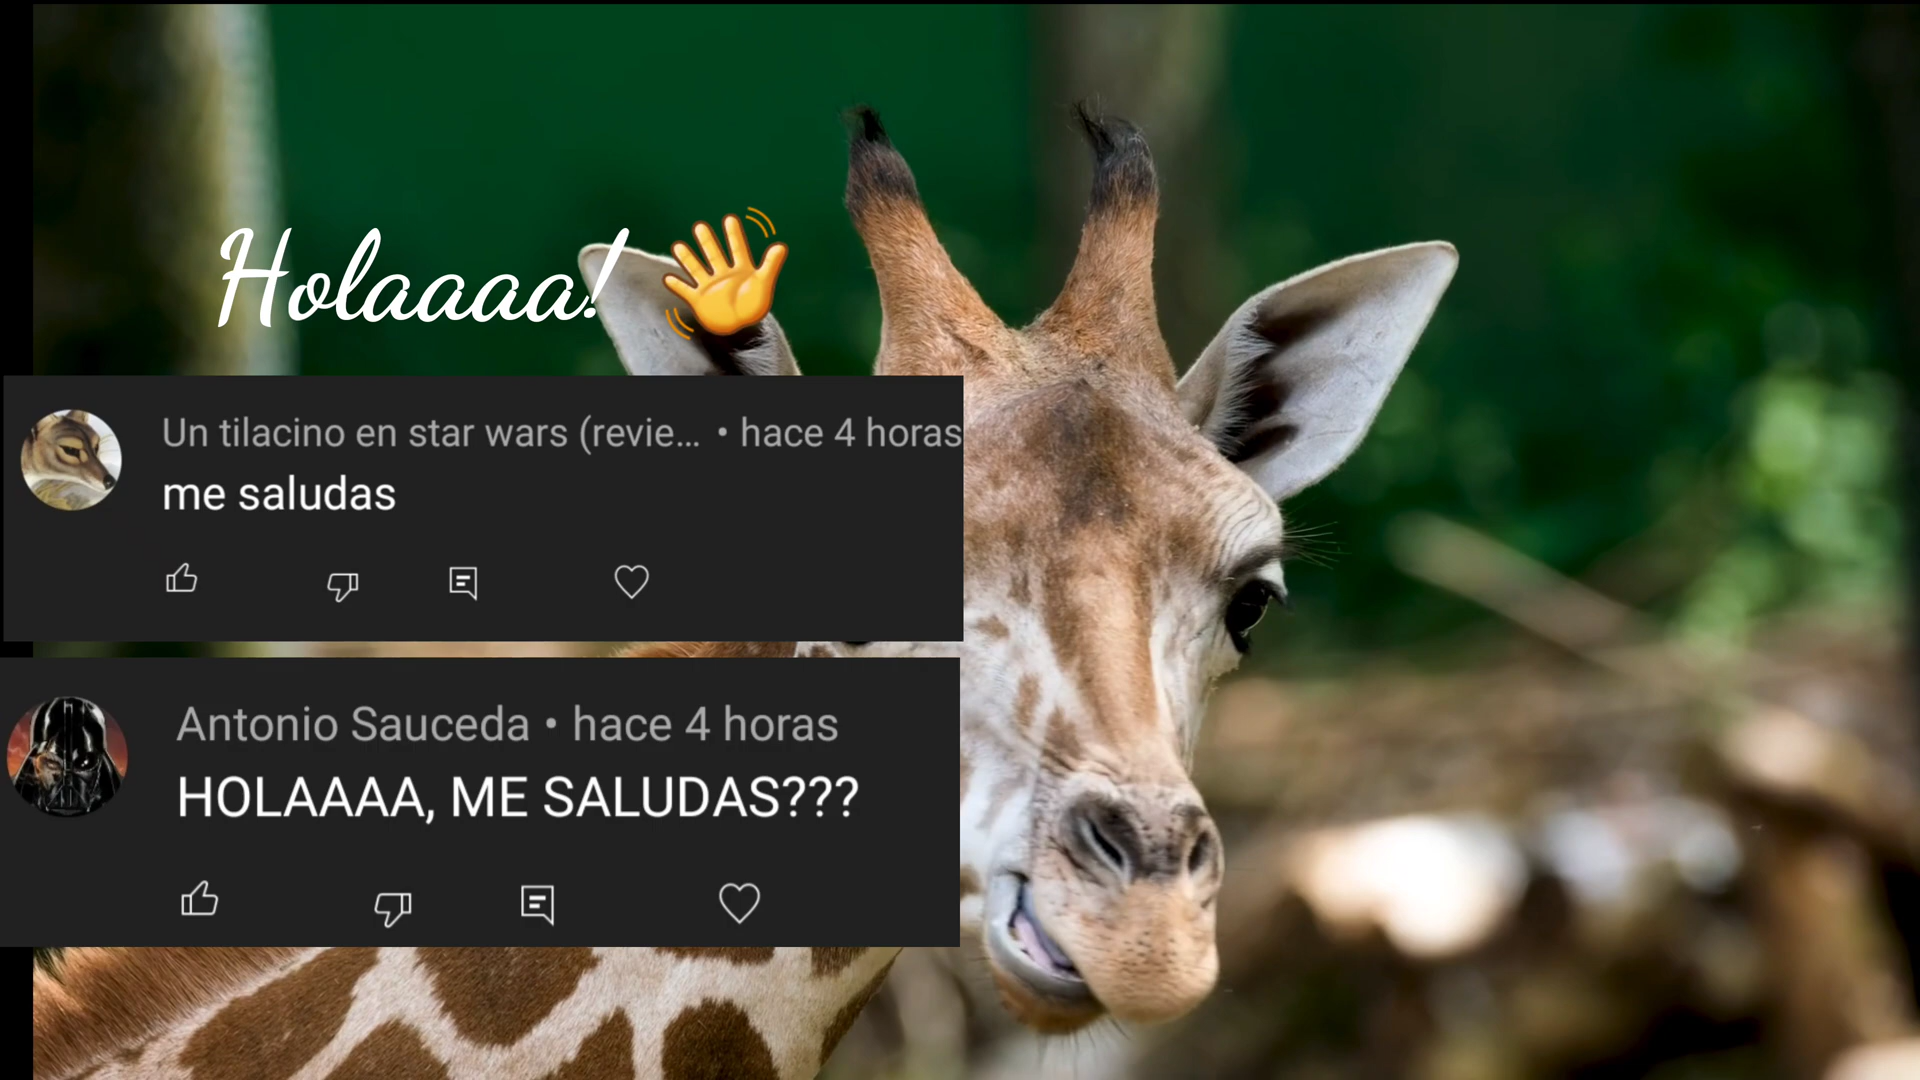 Holaaaa! 👋
Un tilacino en star wars (revie... • hace 4 horas
me saludas
Antonio Sauceda • hace 4 horas
HOLAAAA, ME SALUDAS???